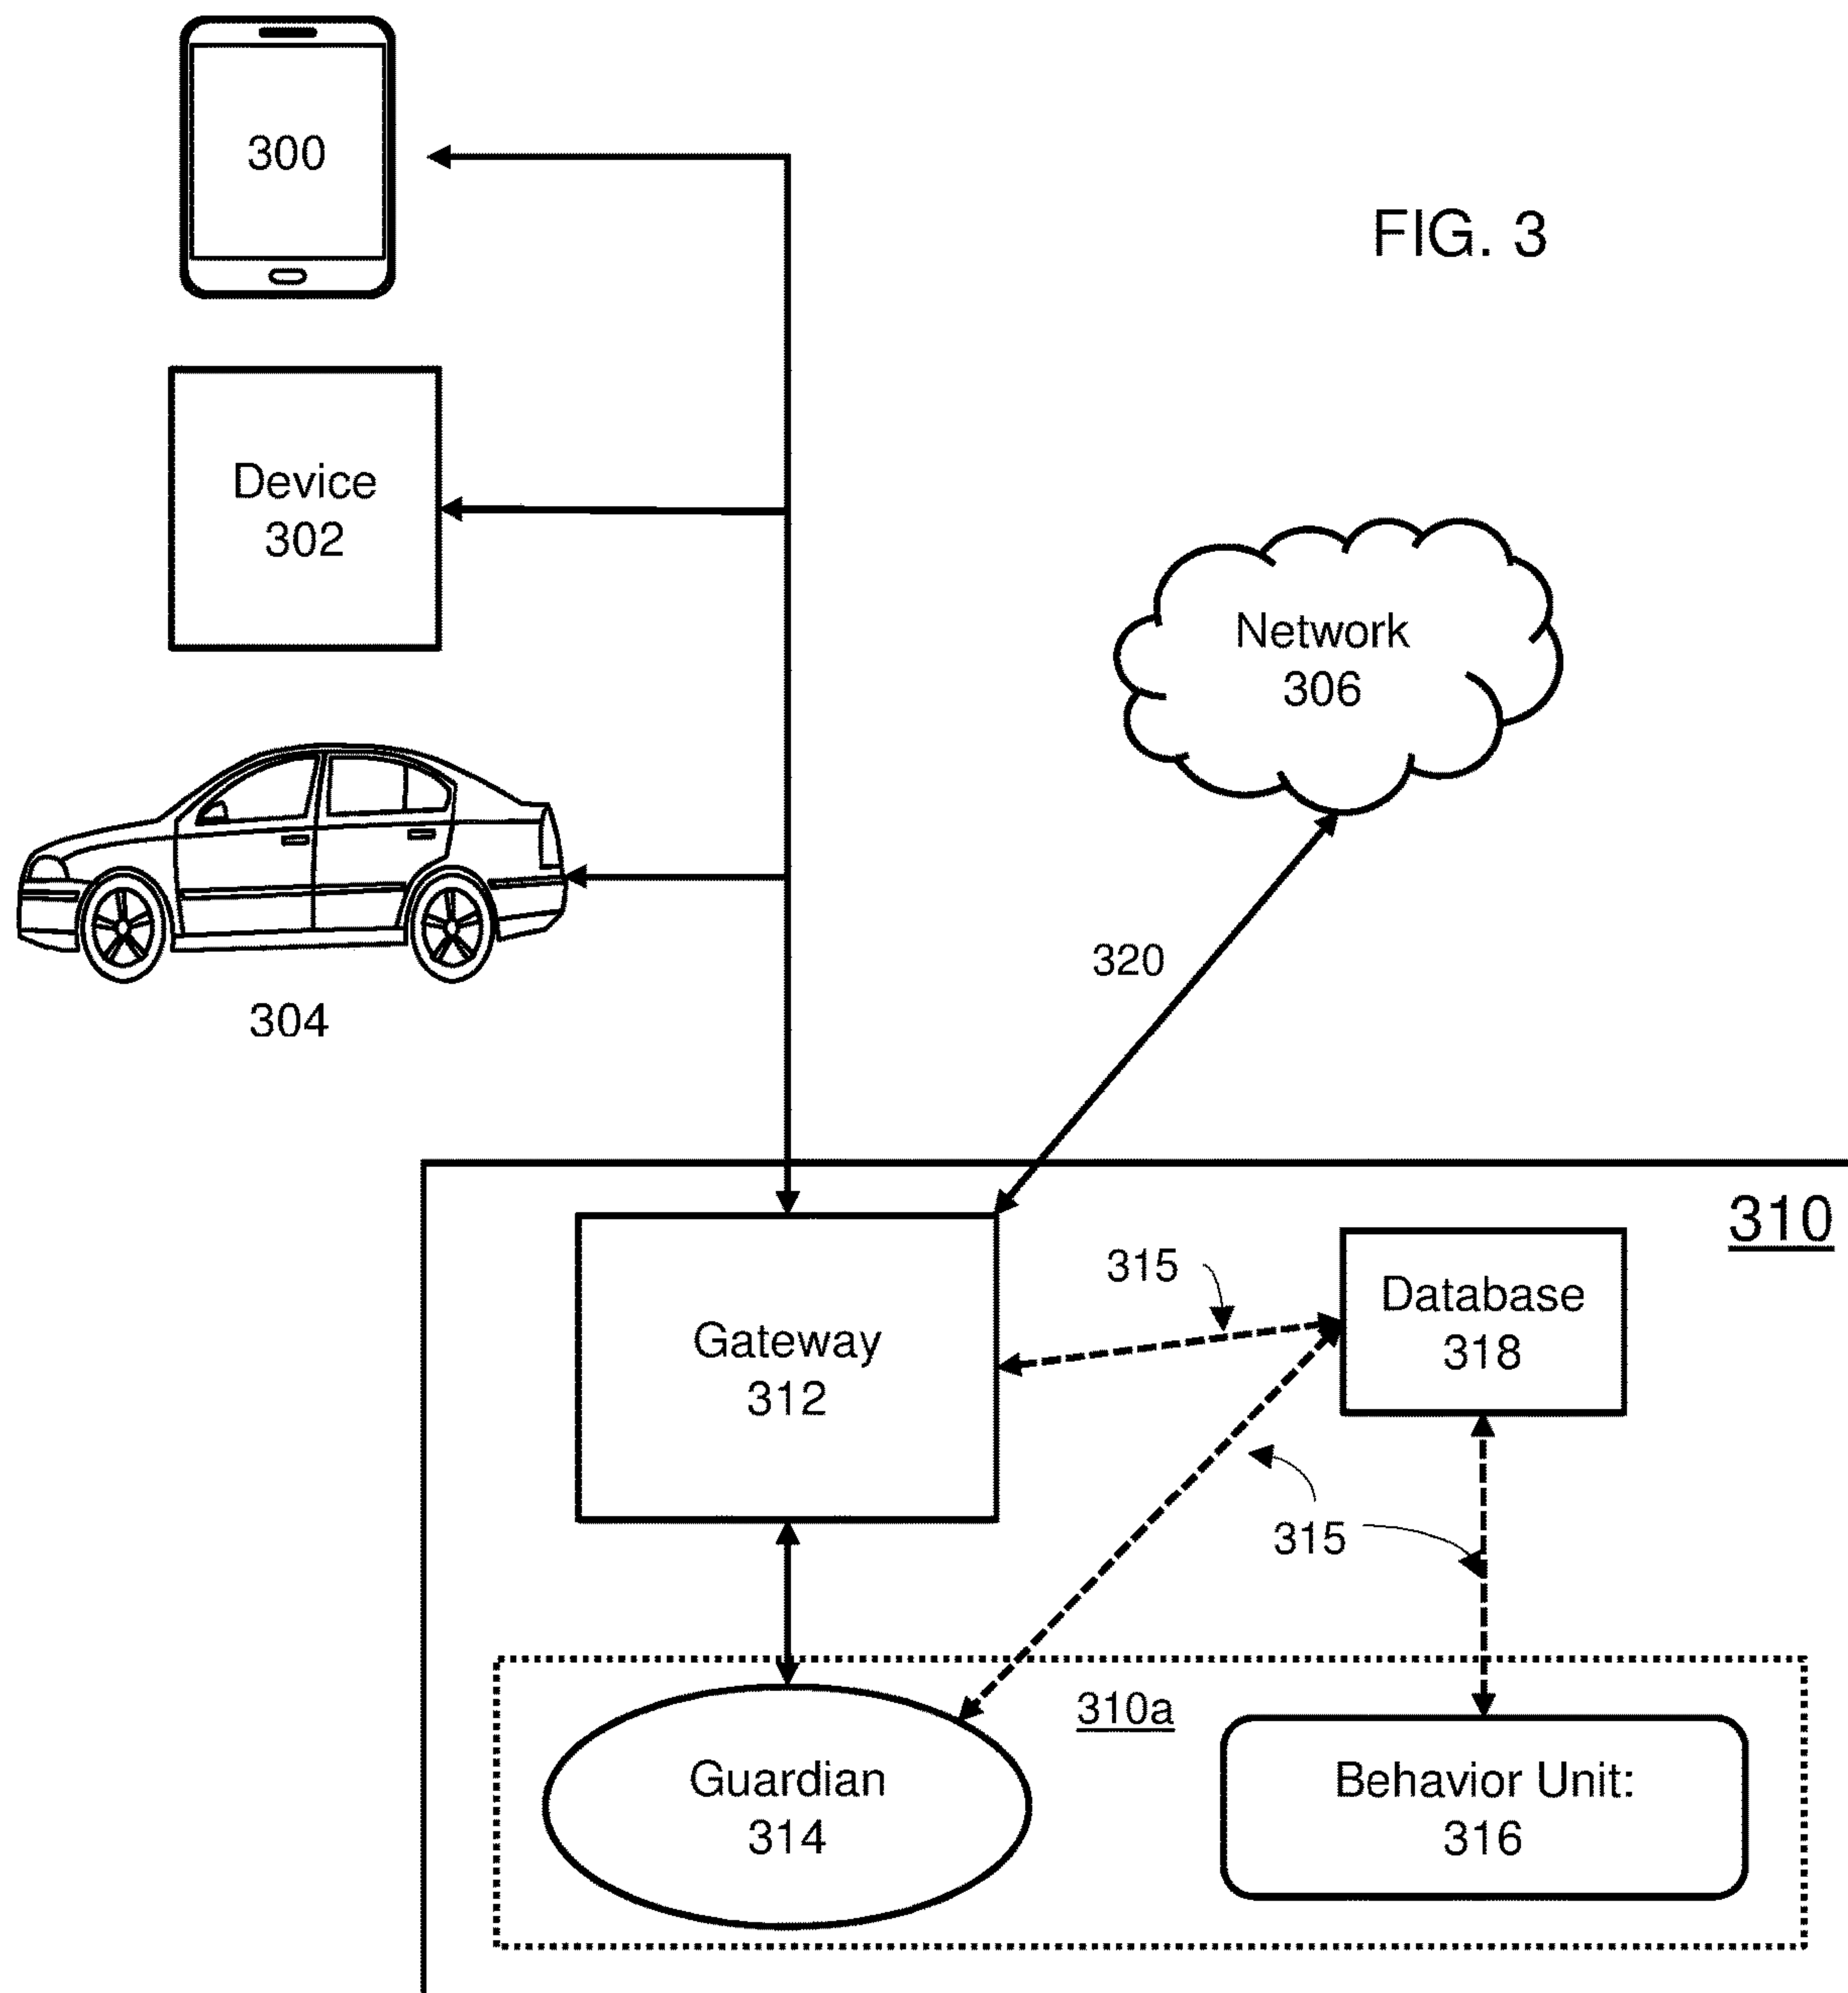 300
FIG. 3
Device
302
Network
306
320
304
310
315
Database
318
Gateway
312
315
310a
Guardian
314
Behavior Unit:
316